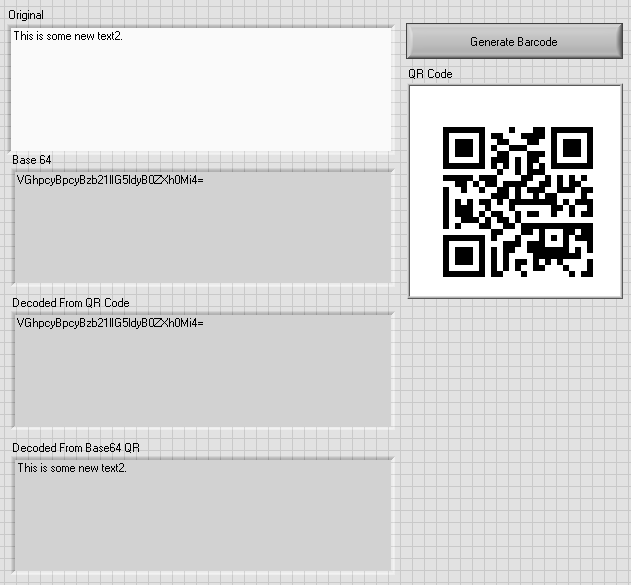 Original
This is some new text2.
Generate Barcode
QR Code
Base 64
VGhpcyBpcyBzb21lIG5ldyB0ZXh0Mi4=
Decoded From QR Code
VGhpcyBpcyBzb21lIG5ldyB0ZXh0Mi4=
Decoded From Base64 QR
This is some new text2.